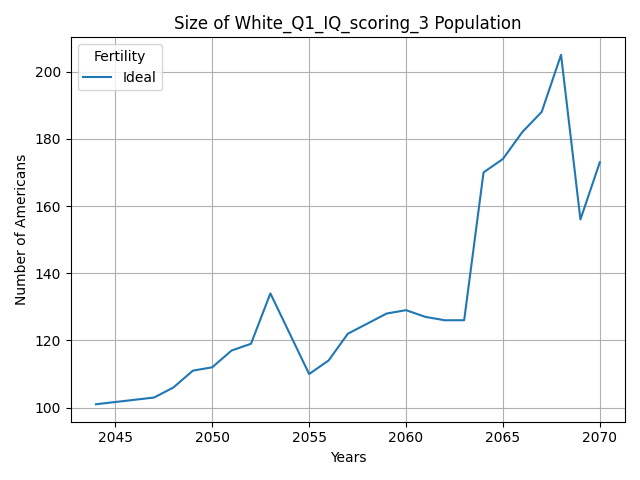 Size of White_Q1_IQ_scoring_3 Population
Fertility
Ideal
200
180
160
140
120
100
Number of Americans
2045 2050 2055 2060 2065 2070
Years